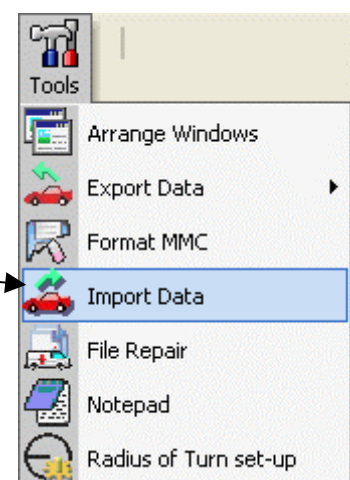 Tools
Arrange Windows
Export Data
Format MMC
Import Data
File Repair
Notepad
Radius of Turn set-up